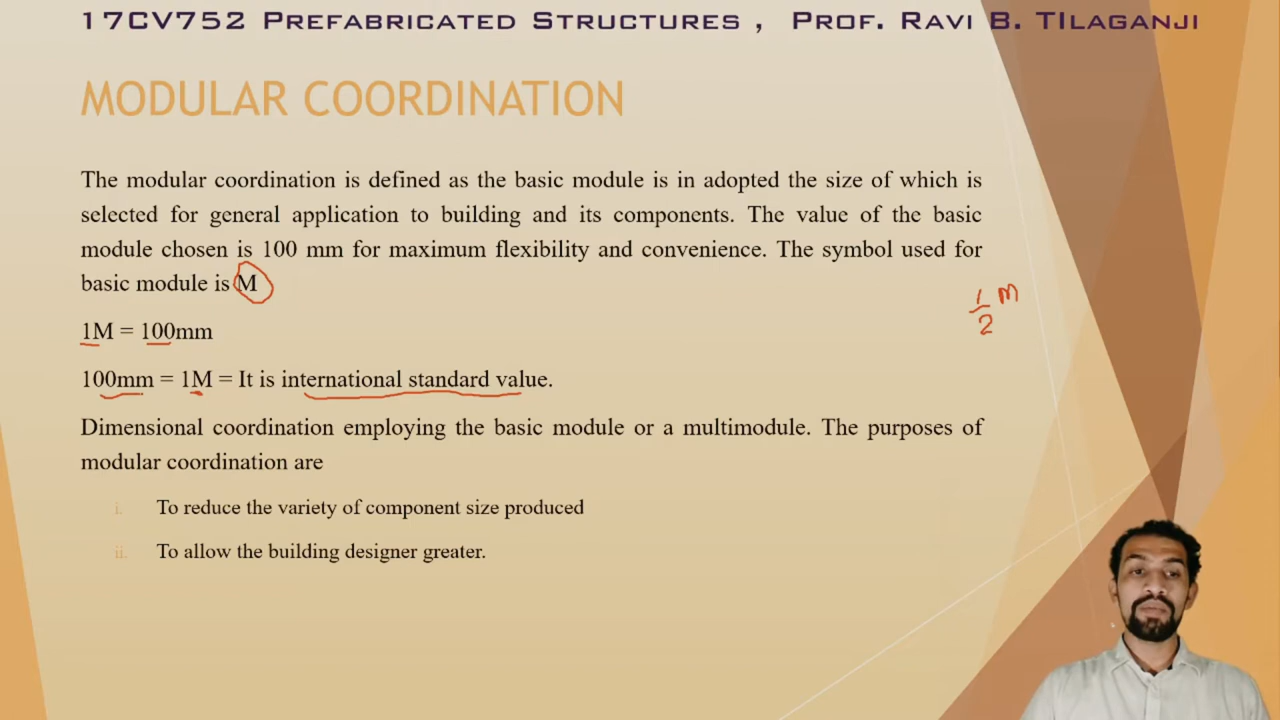 17CV752 PREFABRICATED STRUCTURES , PROF. RAVI B. TILAGANJI
MODULAR COORDINATION
The modular coordination is defined as the basic module is in adopted the size of which is
selected for general application to building and its components. The value of the basic
module chosen is 100 mm for maximum flexibility and convenience. The symbol used for
basic module is M
1/2 M
1M = 100mm
100mm = 1M = It is international standard value.
Dimensional coordination employing the basic module or a multimodule. The purposes of
modular coordination are
i. To reduce the variety of component size produced
ii. To allow the building designer greater.